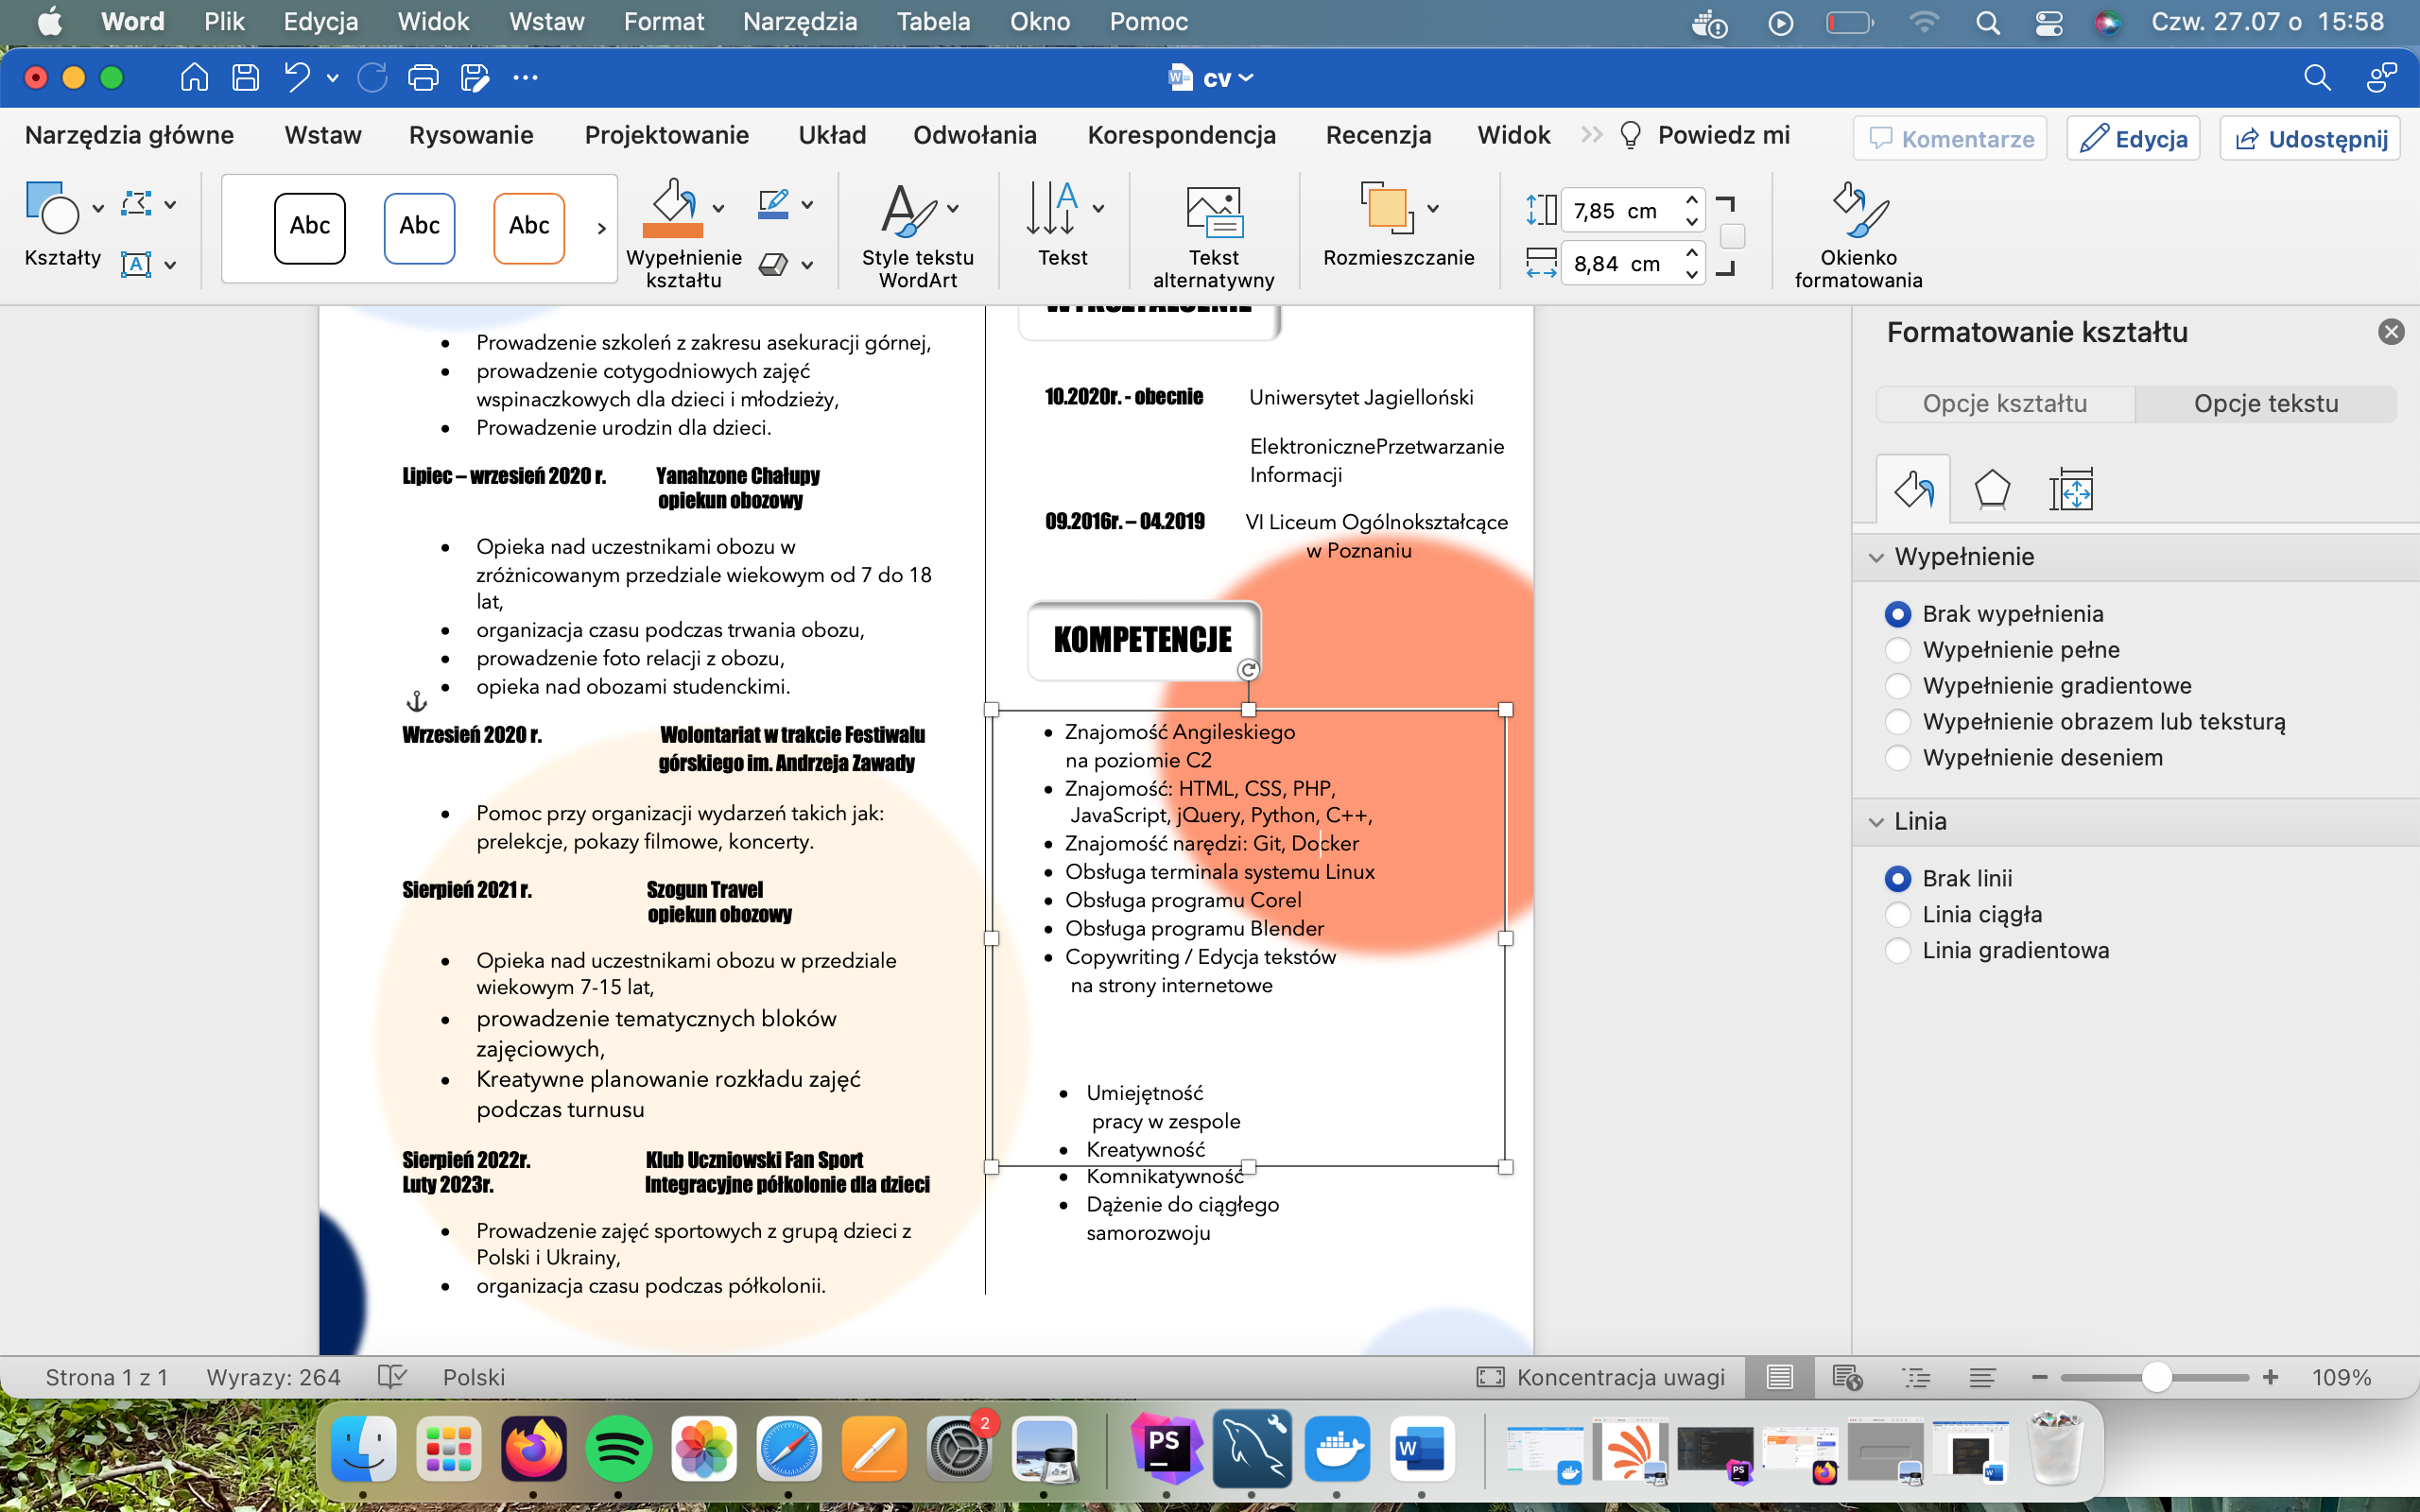 Word Plik Edycja Widok Wstaw Format Narzędzia Tabela Okno Pomoc Czw. 27.07 o 15:58
cv
Narzędzia główne Wstaw Rysowanie Projektowanie Układ Odwołania Korespondencja Recenzja Widok Powiedz mi Komentarze Edycja Udostępnij
Abc Abc Abc
7,85 cm
8,84 cm
Kształty
Wypełnienie
kształtu
Style tekstu
WordArt
Tekst
Tekst
alternatywny
Rozmieszczanie
Okienko
formatowania
• Prowadzenie szkoleń z zakresu asekuracji górnej,
• prowadzenie cotygodniowych zajęć
wspinaczkowych dla dzieci i młodzieży,
• Prowadzenie urodzin dla dzieci.
Lipiec – wrzesień 2020 r. Yanahzone Chałupy
opiekun obozowy
• Opieka nad uczestnikami obozu w
zróżnicowanym przedziale wiekowym od 7 do 18
lat,
• organizacja czasu podczas trwania obozu,
• prowadzenie foto relacji z obozu,
• opieka nad obozami studenckimi.
Wrzesień 2020 r. Wolontariat w trakcie Festiwalu
górskiego im. Andrzeja Zawady
• Pomoc przy organizacji wydarzeń takich jak:
prelekcje, pokazy filmowe, koncerty.
Sierpień 2021 r. Szogun Travel
opiekun obozowy
• Opieka nad uczestnikami obozu w przedziale
wiekowym 7-15 lat,
• prowadzenie tematycznych bloków
zajęciowych,
• Kreatywne planowanie rozkładu zajęć
podczas turnusu
Sierpień 2022r. Klub Uczniowski Fan Sport
Luty 2023r. Integracyjne półkolonie dla dzieci
• Prowadzenie zajęć sportowych z grupą dzieci z
Polski i Ukrainy,
• organizacja czasu podczas półkolonii.
WYKSZTAŁCENIE
10.2020r. - obecnie Uniwersytet Jagielloński
ElektronicznePrzetwarzanie
Informacji
09.2016r. – 04.2019 VI Liceum Ogólnokształcące
w Poznaniu
KOMPETENCJE
• Znajomość Angileskiego
na poziomie C2
• Znajomość: HTML, CSS, PHP,
JavaScript, jQuery, Python, C++,
• Znajomość narędzi: Git, Docker
• Obsługa terminala systemu Linux
• Obsługa programu Corel
• Obsługa programu Blender
• Copywriting / Edycja tekstów
na strony internetowe
• Umiejętność
pracy w zespole
• Kreatywność
• Komnikatywność
• Dążenie do ciągłego
samorozwoju
Formatowanie kształtu
Opcje kształtu Opcje tekstu
Wypełnienie
Brak wypełnienia
Wypełnienie pełne
Wypełnienie gradientowe
Wypełnienie obrazem lub teksturą
Wypełnienie deseniem
Linia
Brak linii
Linia ciągła
Linia gradientowa
Strona 1 z 1 Wyrazy: 264 Polski Koncentracja uwagi 109%
2
PS
W